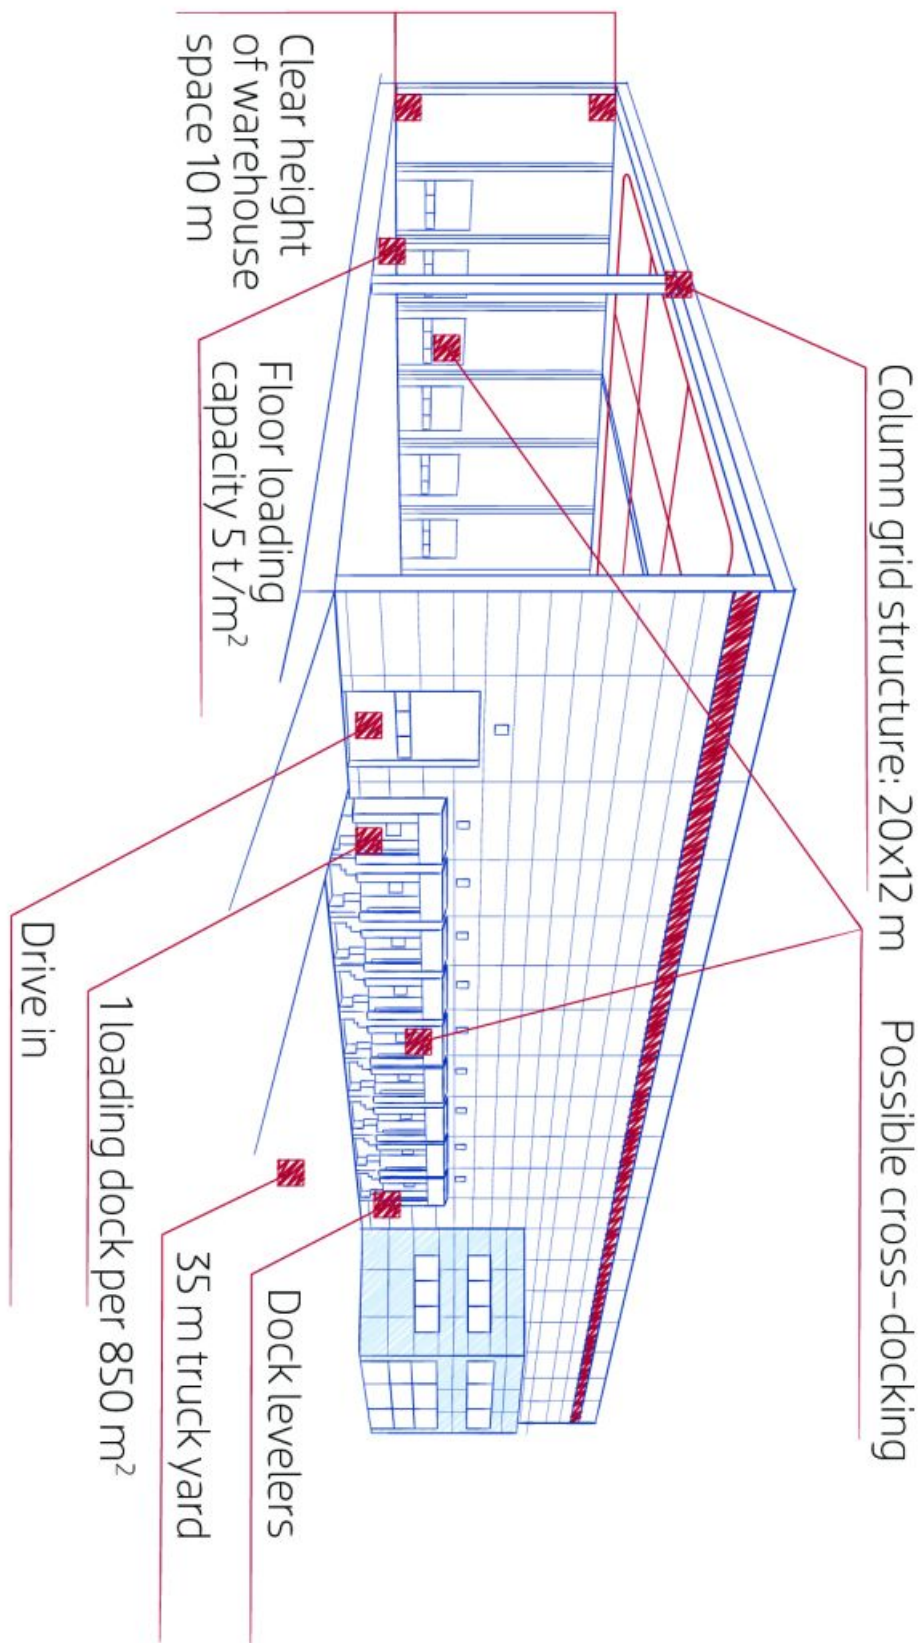 Column grid structure: 20x12 m
Possible cross-docking
Clear height
of warehouse
space 10 m
Floor loading
capacity 5 t/m²
Dock levelers
35 m truck yard
1 loading dock per 850 m²
Drive in